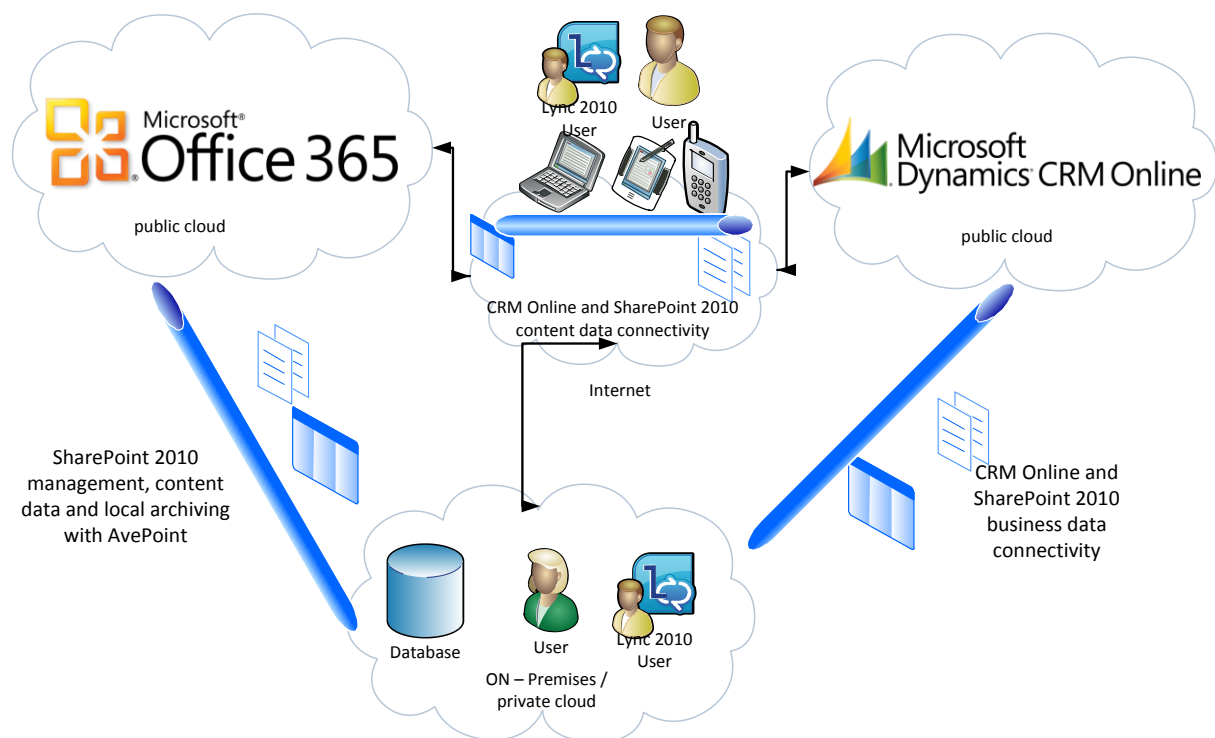 Lync 2010
User
User
Microsoft®
Office 365
public cloud
Microsoft
Dynamics® CRM Online
public cloud
CRM Online and SharePoint 2010
content data connectivity
Internet
SharePoint 2010
management, content
data and local archiving
with AvePoint
CRM Online and
SharePoint 2010
business data
connectivity
Database
User
Lync 2010
User
ON – Premises /
private cloud